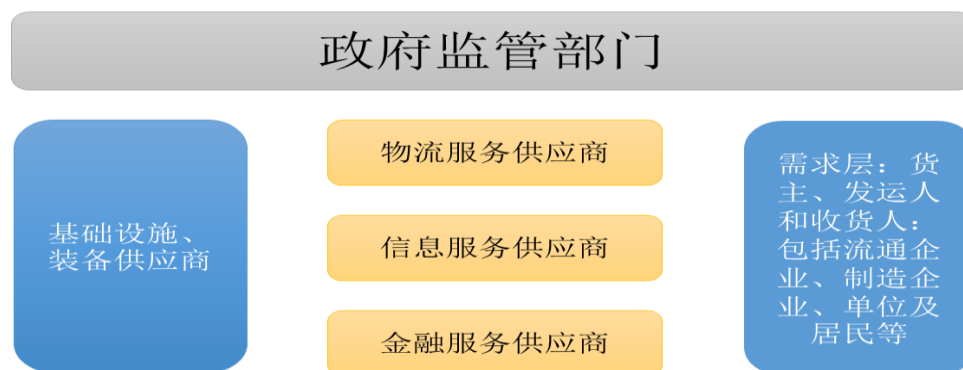 政府监管部门
基础设施、
装备供应商
物流服务供应商
信息服务供应商
金融服务供应商
需求层：货
主、发运人
和收货人：
包括流通企
业、制造企
业、单位及
居民等